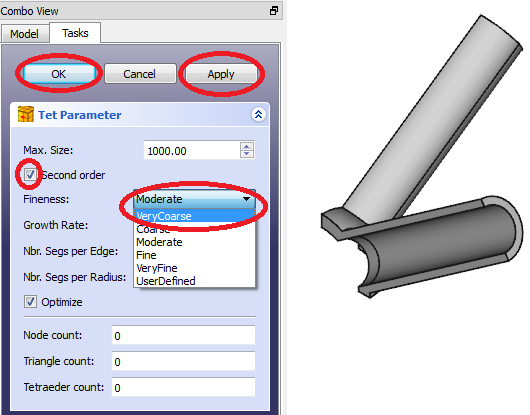 Combo View
Model Tasks
OK Cancel Apply
Tet Parameter
Max. Size: 1000.00
Second order
Fineness: Moderate
VeryCoarse
Growth Rate: Coarse
Moderate
Nbr. Segs per Edge: Fine
VeryFine
Nbr. Segs per Radius: UserDefined
Optimize
Node count: 0
Triangle count: 0
Tetraeder count: 0